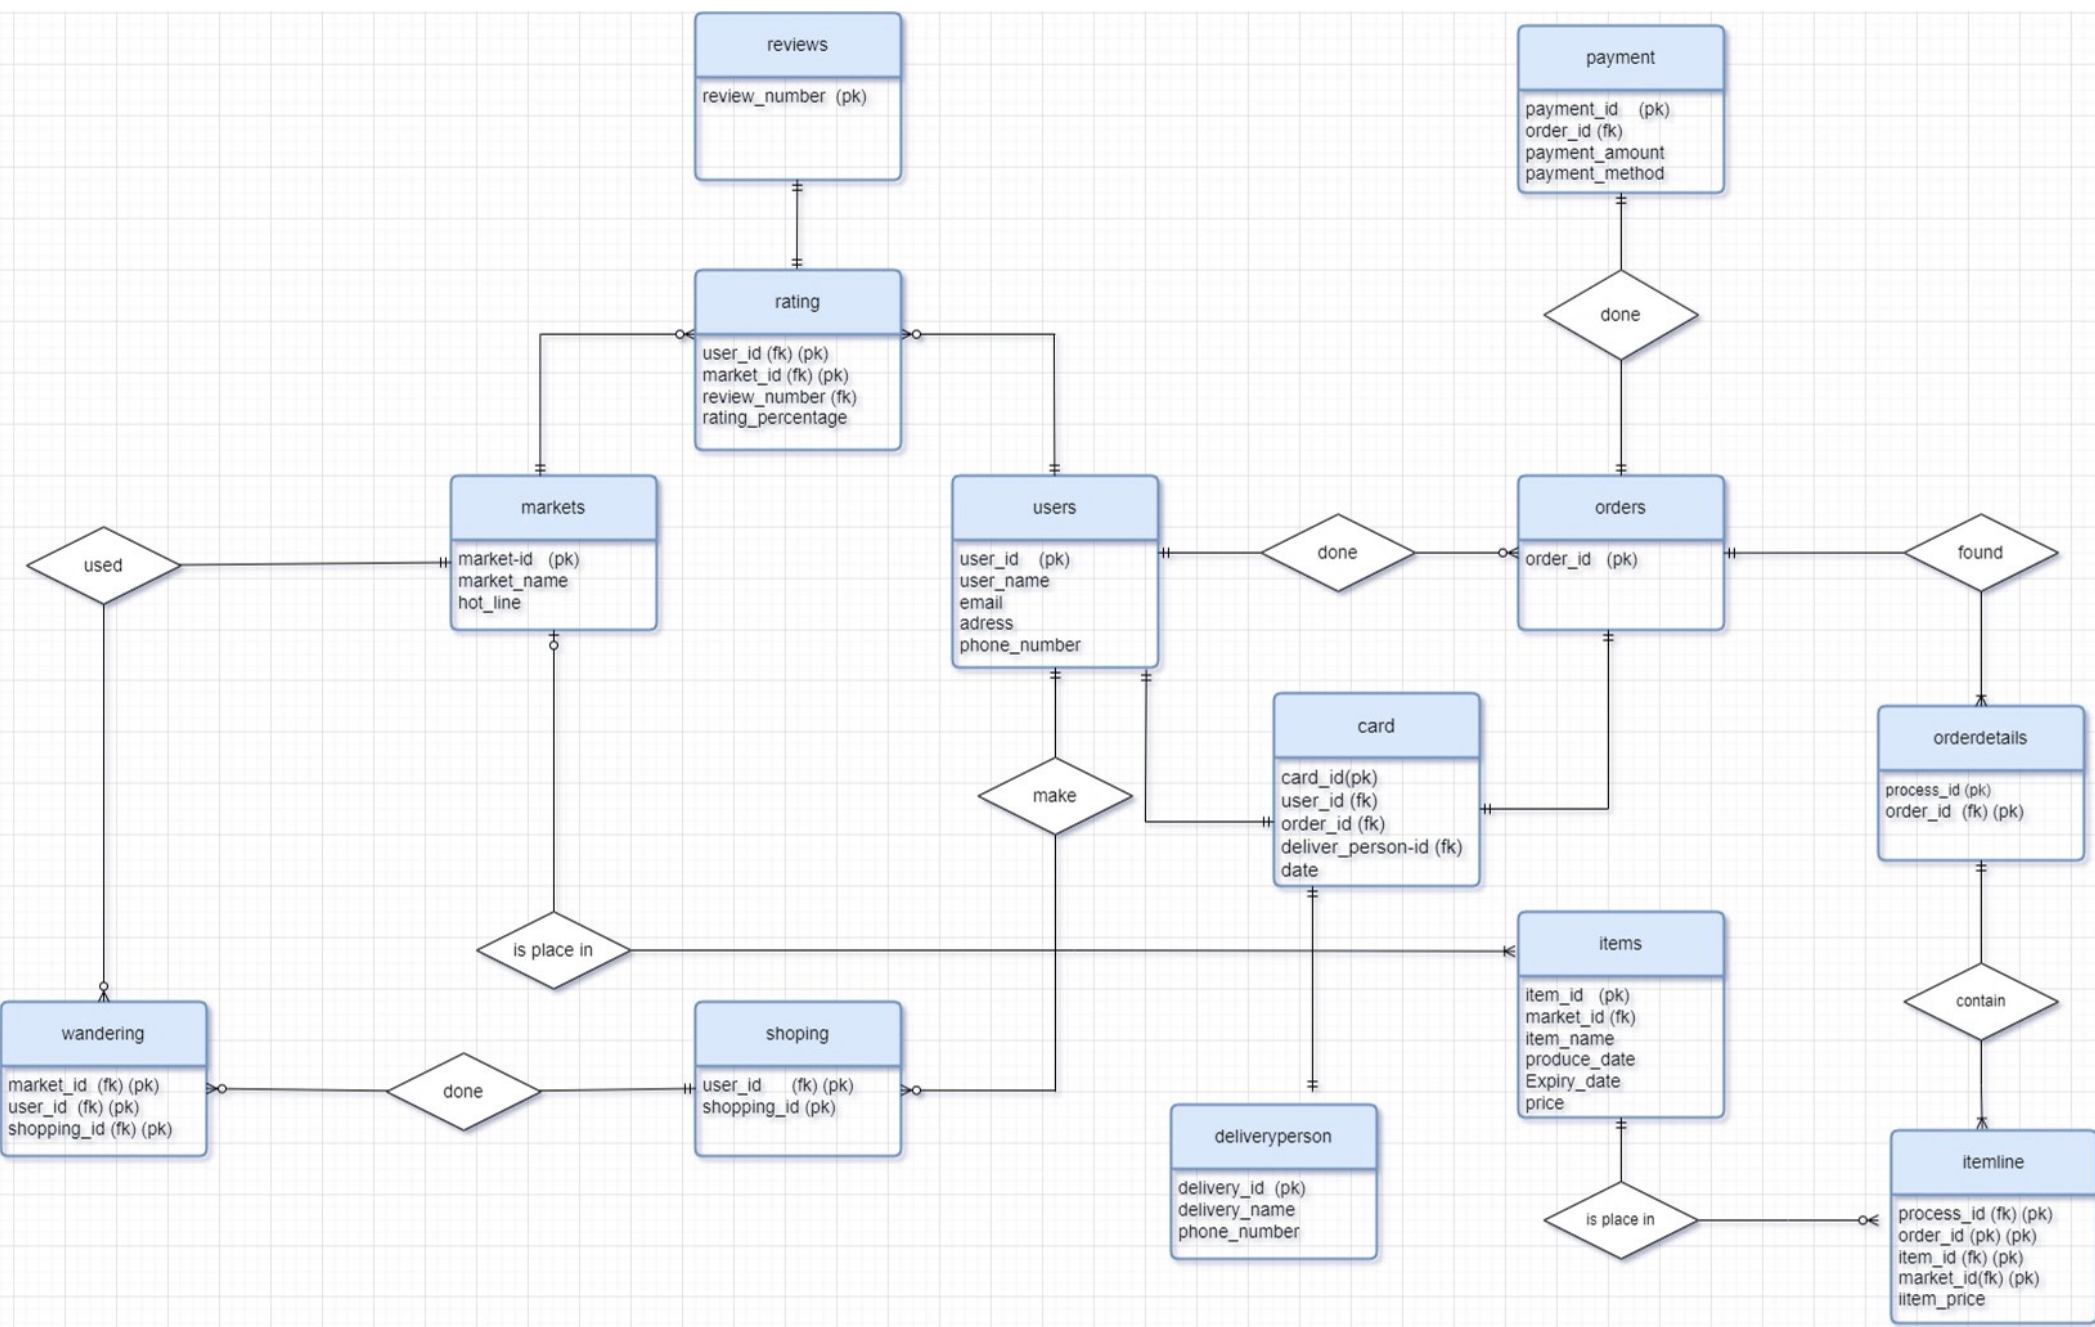 reviews
review_number (pk)
payment
payment_id (pk)
order_id (fk)
payment_amount
payment_method
rating
user_id (fk) (pk)
market_id (fk) (pk)
review_number (fk)
rating_percentage
done
markets
market-id (pk)
market_name
hot_line
users
user_id (pk)
user_name
email
adress
phone_number
orders
order_id (pk)
used
done
found
card
card_id(pk)
user_id (fk)
order_id (fk)
deliver_person-id (fk)
date
orderdetails
process_id (pk)
order_id (fk) (pk)
make
is place in
items
item_id (pk)
market_id (fk)
item_name
produce_date
Expiry_date
price
contain
wandering
market_id (fk) (pk)
user_id (fk) (pk)
shopping_id (fk) (pk)
done
shoping
user_id (fk) (pk)
shopping_id (pk)
deliveryperson
delivery_id (pk)
delivery_name
phone_number
is place in
itemline
process_id (fk) (pk)
order_id (pk) (pk)
item_id (fk) (pk)
market_id(fk) (pk)
iitem_price